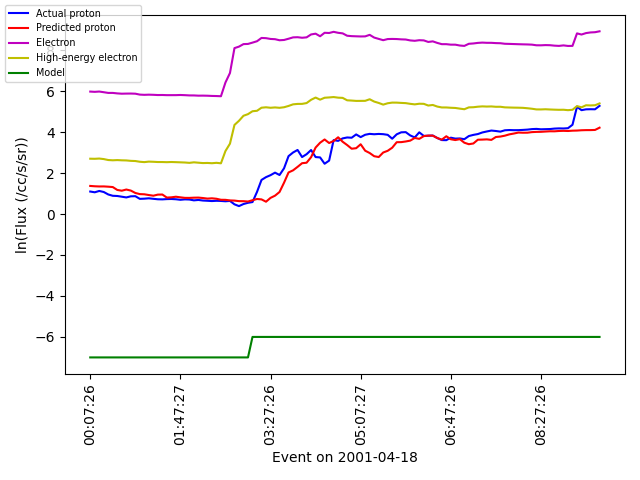 Actual proton
Predicted proton
Electron
High-energy electron
Model
8
6
4
2
0
−2
−4
−6
ln(Flux (/cc/s/sr))
00:07:26
01:47:27
03:27:26
05:07:27
06:47:26
08:27:26
Event on 2001-04-18